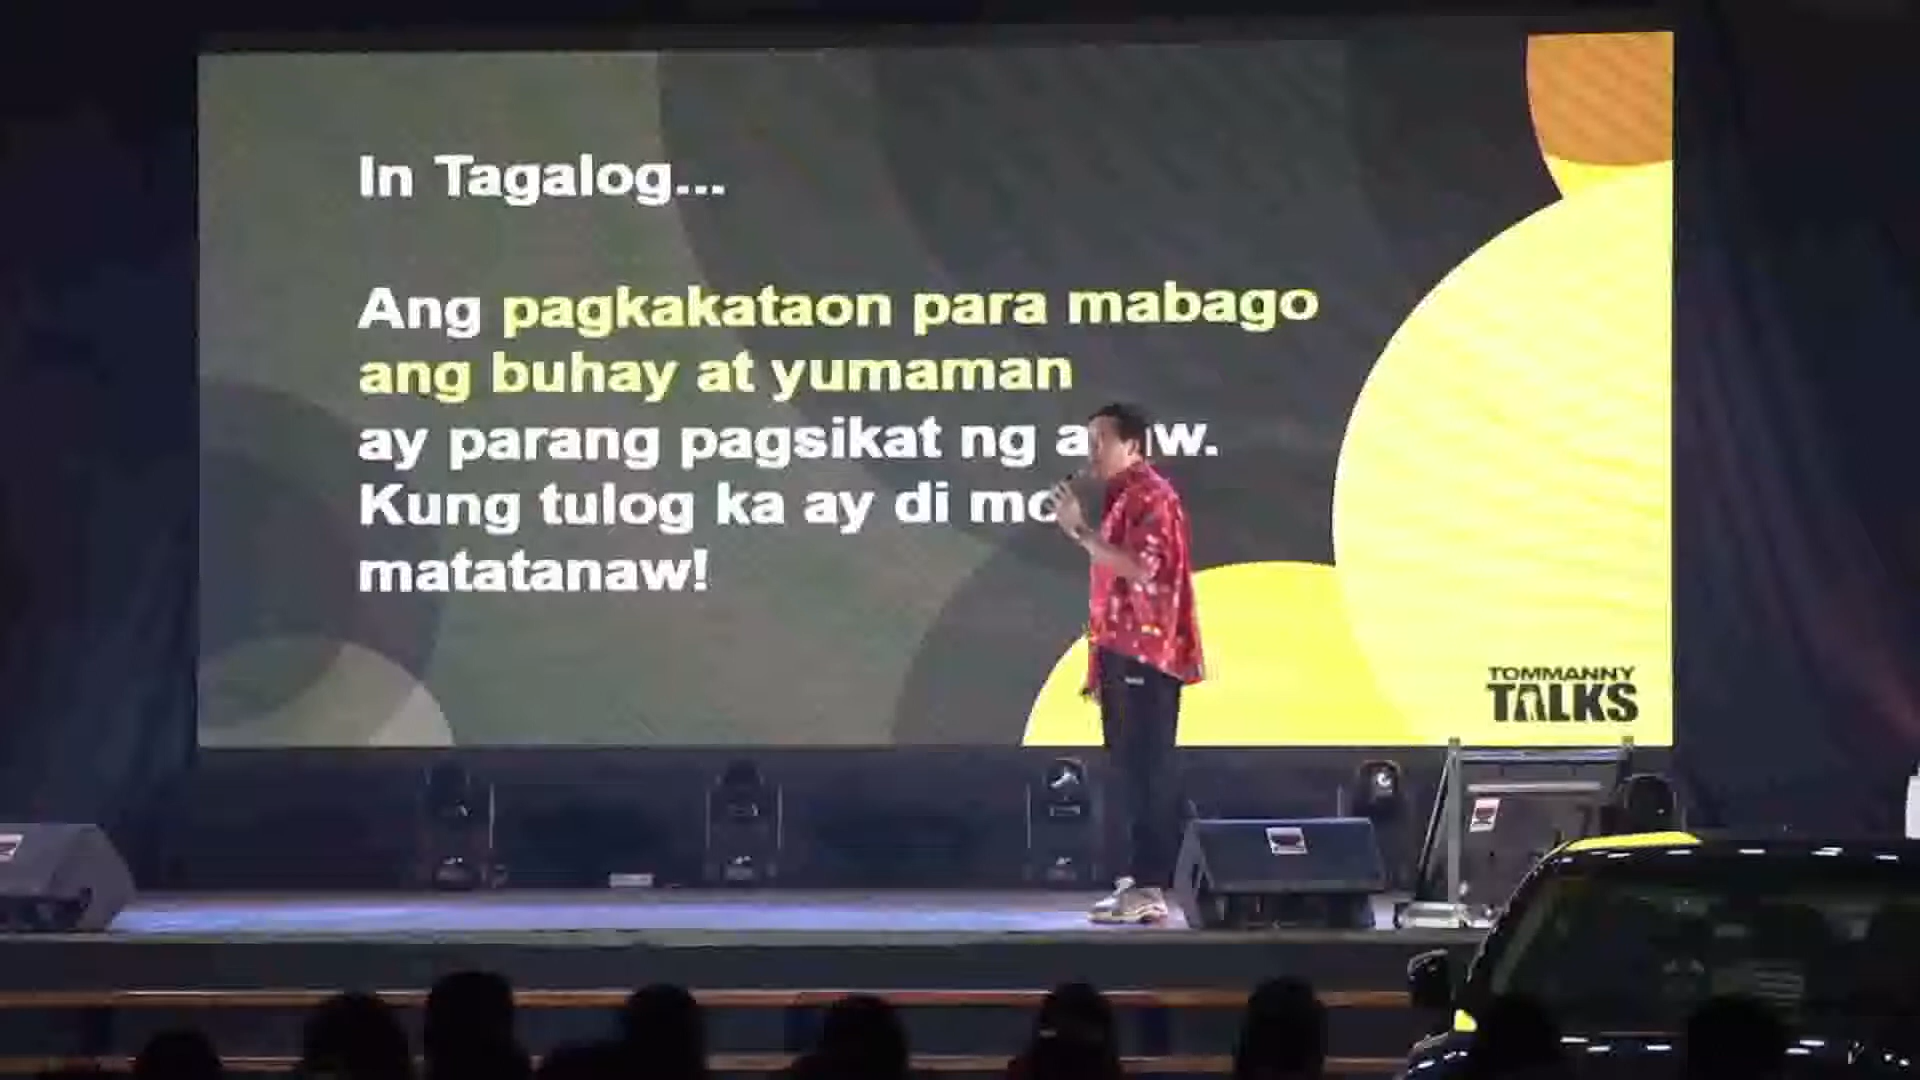 In Tagalog...
Ang pagkakataon para mabago
ang buhay at yumaman
ay parang pagsikat ng
Kung tulog ka ay di mo
matatanaw!
TOMMANNY
TALKS